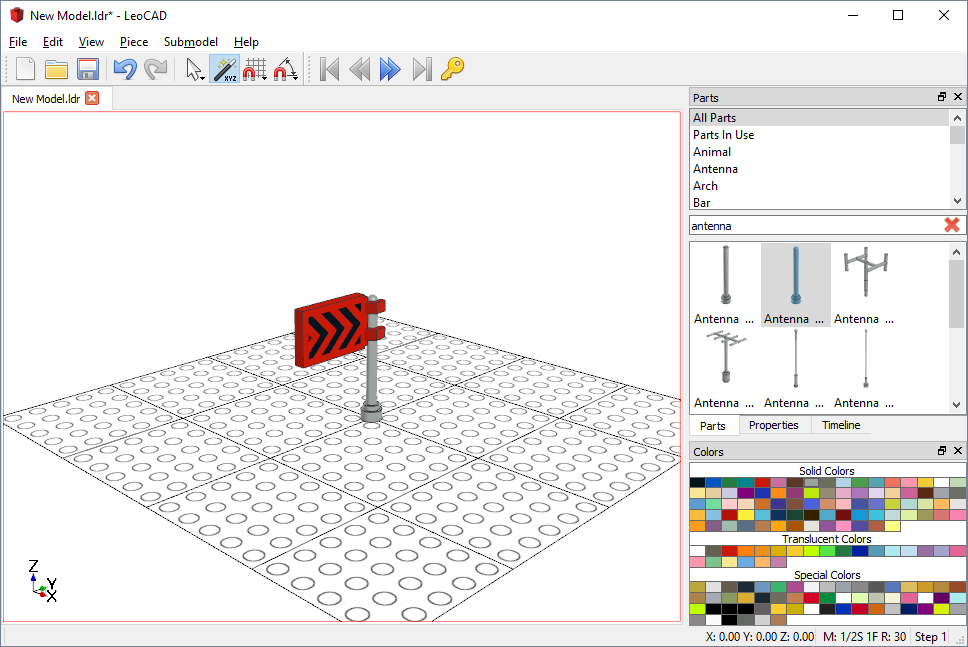 New Model.ldr* - LeoCAD
File Edit View Piece Submodel Help
XYZ
New Model.ldr
Parts
All Parts
Parts In Use
Animal
Antenna
Arch
Bar
antenna
Antenna ... Antenna ... Antenna ...
Antenna ... Antenna ... Antenna ...
Parts Properties Timeline
Colors
Solid Colors
Translucent Colors
Special Colors
Z
Y
X
X: 0.00 Y: 0.00 Z: 0.00 M: 1/2S 1F R: 30 Step 1